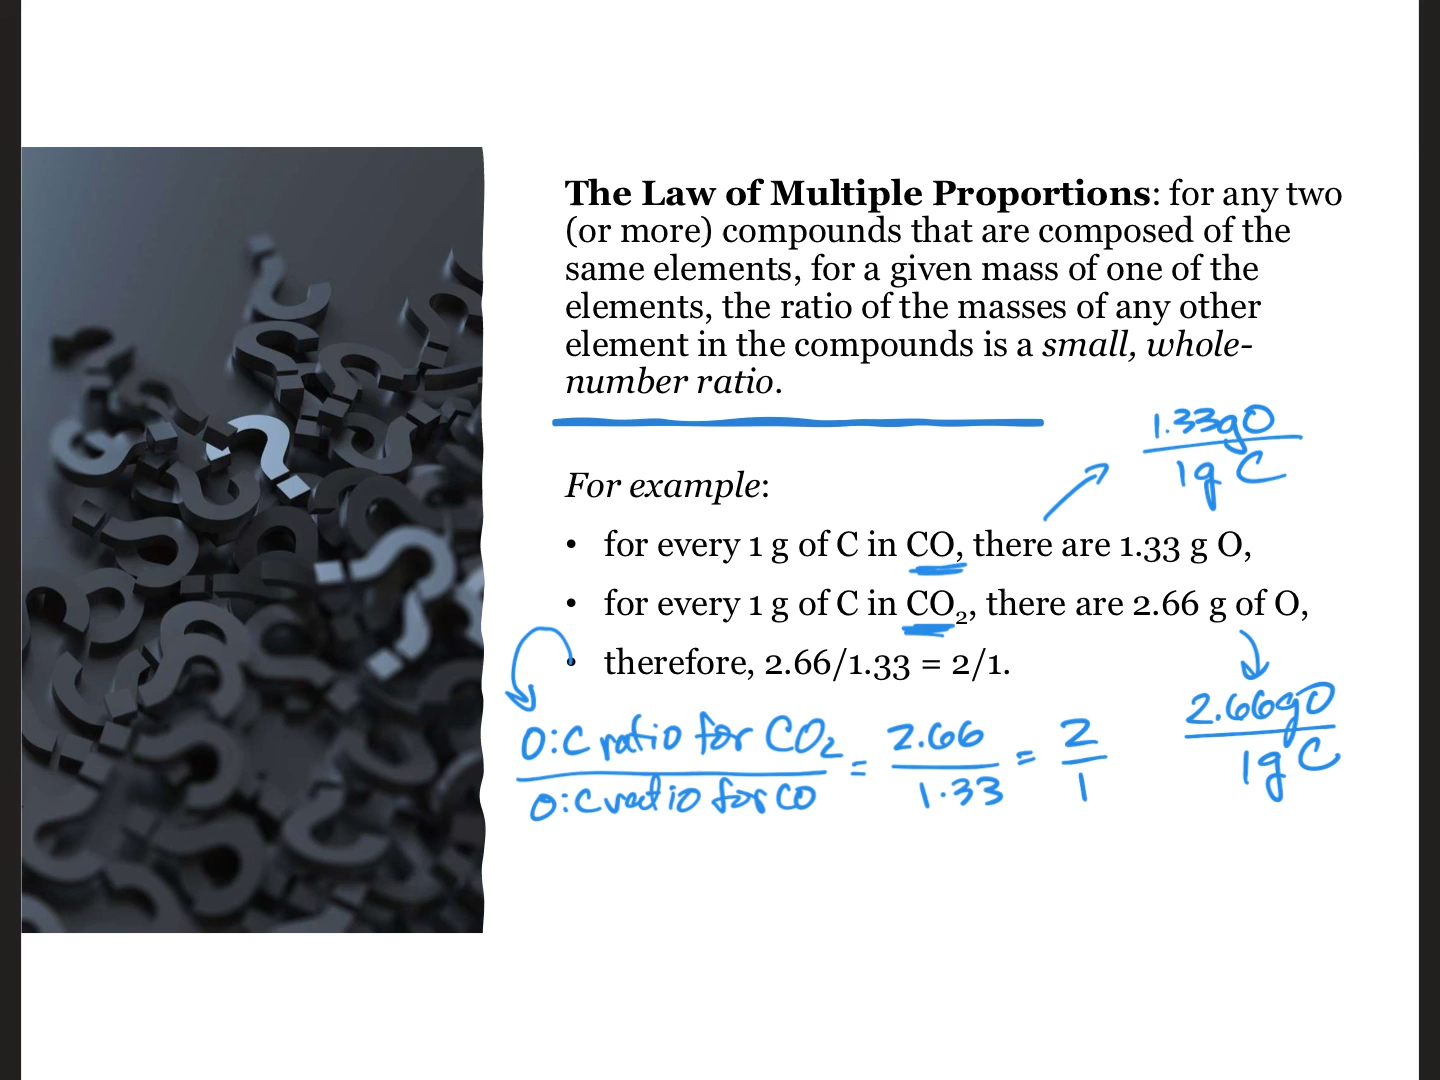 The Law of Multiple Proportions: for any two
(or more) compounds that are composed of the
same elements, for a given mass of one of the
elements, the ratio of the masses of any other
element in the compounds is a small, whole-
number ratio.
1.33gO
1g C
For example:
• for every 1 g of C in CO, there are 1.33 g O,
• for every 1 g of C in CO₂, there are 2.66 g of O,
• therefore, 2.66/1.33 = 2/1.
O:C ratio for CO₂ = 2.66 = 2
O:C ratio for CO 1.33 1
2.66gO
1g C